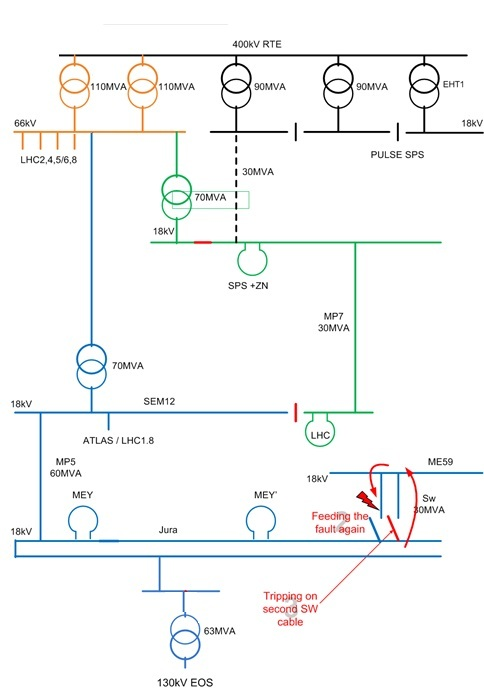 400kV RTE
110MVA
110MVA
90MVA
90MVA
EHT1
66kV
18kV
LHC2,4,5/6,8
PULSE SPS
30MVA
70MVA
18kV
SPS +ZN
MP7
30MVA
70MVA
18kV
SEM12
ATLAS / LHC1.8
LHC
MP5
60MVA
ME59
18kV
MEY
MEY'
Sw
30MVA
Feeding the
fault again
18kV
Jura
Tripping on
second SW
cable
63MVA
130kV EOS